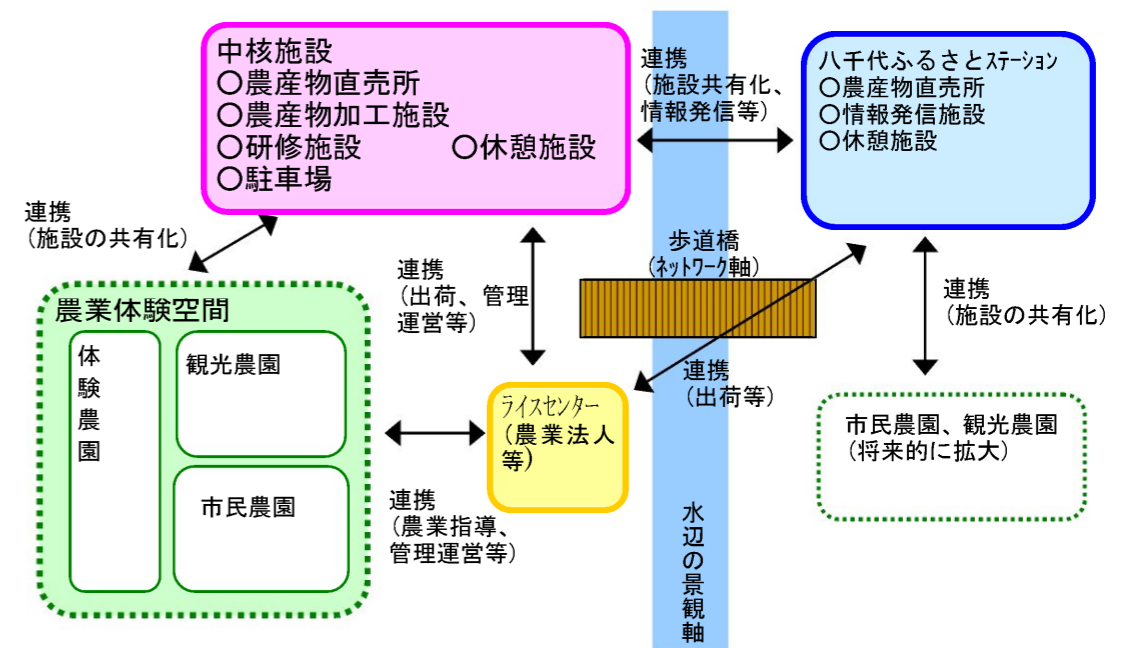 中核施設
〇農産物直売所
〇農産物加工施設
〇研修施設　　　〇休憩施設
〇駐車場
連携
(施設共有化、
情報発信等)
八千代ふるさとｽﾃｰｼｮﾝ
〇農産物直売所
〇情報発信施設
〇休憩施設
連携
(施設の共有化)
連携
(出荷、管理
運営等)
歩道橋
(ﾈｯﾄﾜｰｸ軸)
連携
(施設の共有化)
農業体験空間
体験農園
観光農園
市民農園
ﾗｲｽｾﾝﾀｰ
(農業法人
等)
連携
(出荷等)
市民農園、観光農園
(将来的に拡大)
連携
(農業指導、
管理運営等)
水辺の景観軸